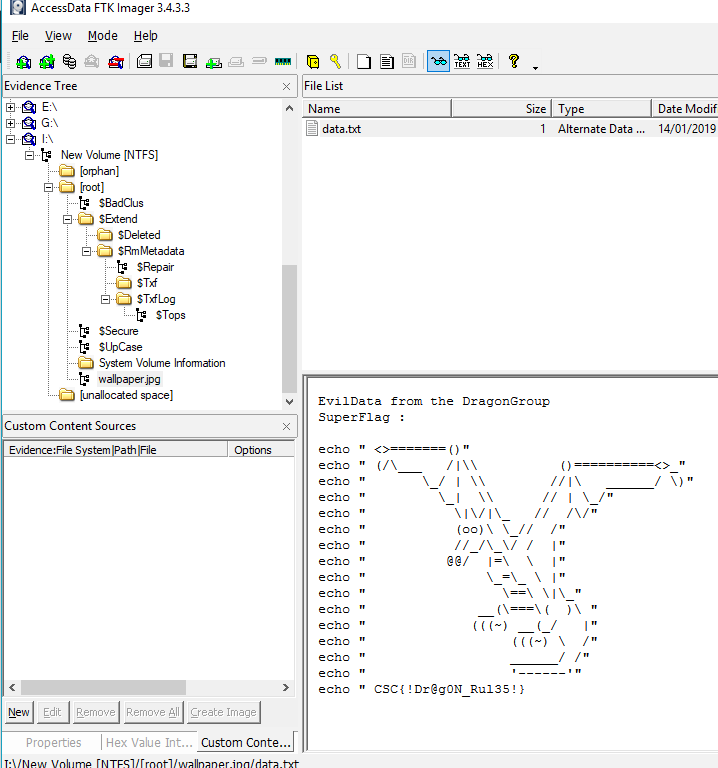 AccessData FTK Imager 3.4.3.3
File View Mode Help
Evidence Tree
E:\
G:\
I:\
New Volume [NTFS]
[orphan]
[root]
$BadClus
$Extend
$Deleted
$RmMetadata
$Repair
$Txf
$TxfLog
$Tops
$Secure
$UpCase
System Volume Information
wallpaper.jpg
[unallocated space]
Custom Content Sources
Evidence:File System|Path|File Options
New Edit Remove Remove All Create Image
Properties Hex Value Int... Custom Conte...
File List
Name Size Type Date Modif
data.txt 1 Alternate Data ... 14/01/2019
EvilData from the DragonGroup
SuperFlag :
echo " <>=======()"
echo " (/\___   /|\\          ()==========<>_"
echo "       \_/ | \\        //|\   ______/ \)"
echo "         \_|  \\      // | \_/"
echo "           \|\/|\_   //  /\/"
echo "           (oo)\ \_//  /"
echo "           //_/\_\/ /  |"
echo "          @@/  |=\  \  |"
echo "               \_=\_ \ |"
echo "                 \==\ \|\_"
echo "              __(\===\(  )\ "
echo "             (((~) __(_/   |"
echo "                  (((~) \  /"
echo "                  ______/ /"
echo "                  '------'"
echo " CSC{!Dr@g0N_Rul35!}
I:\/New Volume [NTFS]/[root]/wallpaper.jpg/data.txt